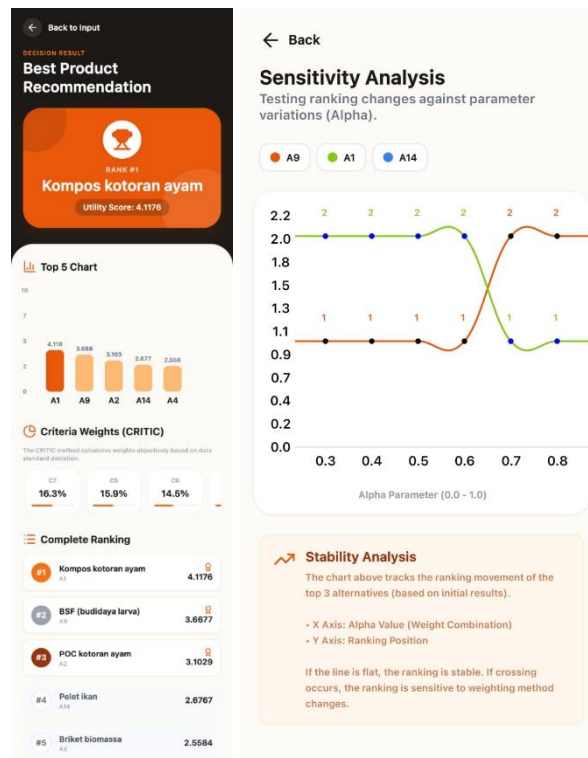 Back to Input
DECISION RESULT
Best Product
Recommendation
RANK #1
Kompos kotoran ayam
Utility Score: 4.1176
Top 5 Chart
10
7
5
2
0
4.118
3.668
3.103
2.677
2.558
A1
A9
A2
A14
A4
Criteria Weights (CRITIC)
The CRITIC method calculates weights objectively based on data
standard deviation.
C7
16.3%
C5
15.9%
C6
14.5%
Complete Ranking
#1
Kompos kotoran ayam
A1
4.1176
#2
BSF (budidaya larva)
A9
3.6677
#3
POC kotoran ayam
A2
3.1029
#4
Pelet ikan
A14
2.6767
#5
Briket biomassa
A4
2.5584
Back
Sensitivity Analysis
Testing ranking changes against parameter
variations (Alpha).
A9
A1
A14
2.2
2.0
1.8
1.5
1.3
1.1
0.9
0.7
0.4
0.2
0.0
2
2
2
2
2
2
1
1
1
1
1
1
0.3
0.4
0.5
0.6
0.7
0.8
Alpha Parameter (0.0 - 1.0)
Stability Analysis
The chart above tracks the ranking movement of the
top 3 alternatives (based on initial results).
• X Axis: Alpha Value (Weight Combination)
• Y Axis: Ranking Position
If the line is flat, the ranking is stable. If crossing
occurs, the ranking is sensitive to weighting method
changes.